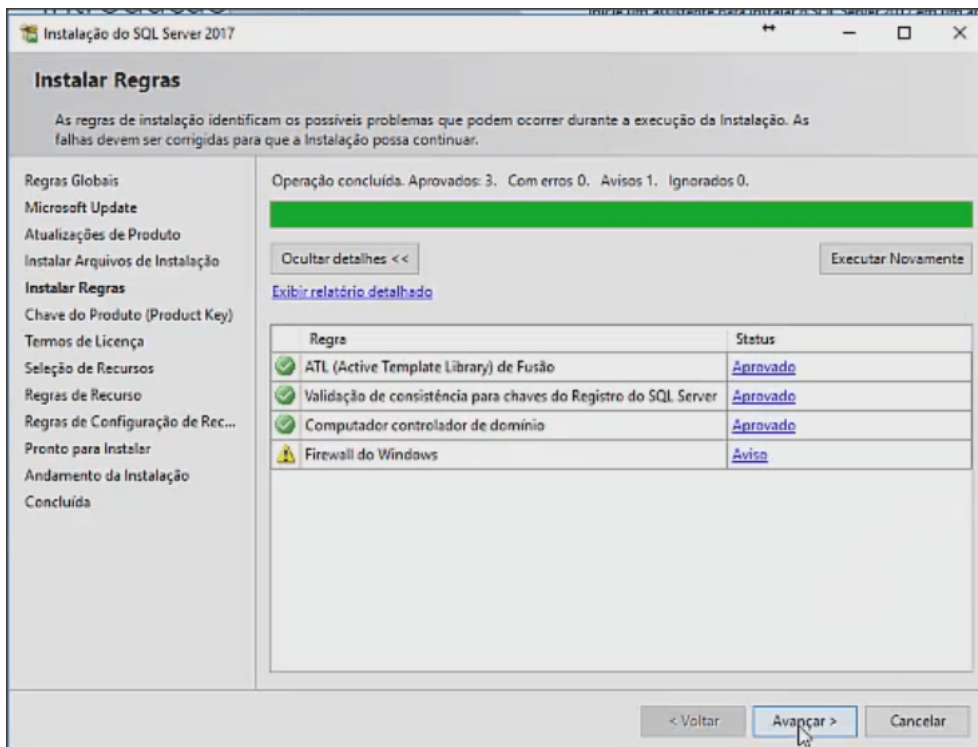 Instalação do SQL Server 2017
Instalar Regras
As regras de instalação identificam os possíveis problemas que podem ocorrer durante a execução da Instalação. As
falhas devem ser corrigidas para que a Instalação possa continuar.
Regras Globais
Microsoft Update
Atualizações de Produto
Instalar Arquivos de Instalação
Instalar Regras
Chave do Produto (Product Key)
Termos de Licença
Seleção de Recursos
Regras de Recurso
Regras de Configuração de Rec...
Pronto para Instalar
Andamento da Instalação
Concluída
Operação concluída. Aprovados: 3. Com erros 0. Avisos 1. Ignorados 0.
Ocultar detalhes <<
Executar Novamente
Exibir relatório detalhado
Regra Status
ATL (Active Template Library) de Fusão Aprovado
Validação de consistência para chaves do Registro do SQL Server Aprovado
Computador controlador de domínio Aprovado
Firewall do Windows Aviso
< Voltar Avançar > Cancelar